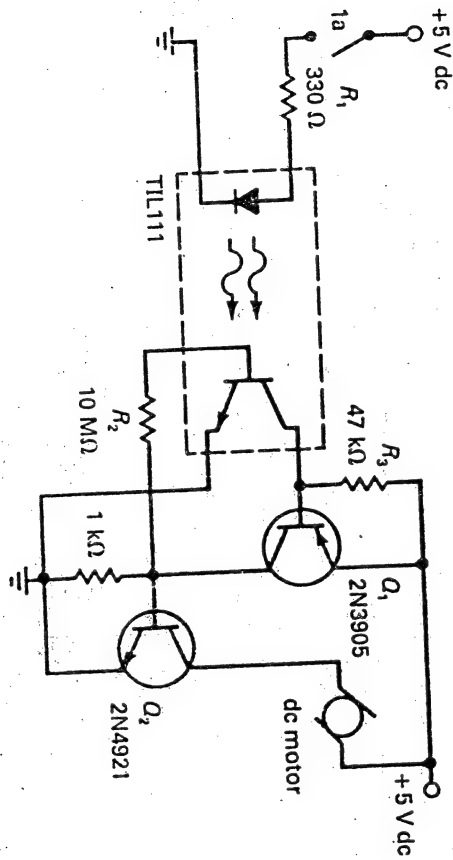 +5 V dc
1a
R₁
330 Ω
TIL111
R₂
10 MΩ
R₃
47 kΩ
Q₁
2N3905
1 kΩ
Q₂
2N4921
dc motor
+5 V dc